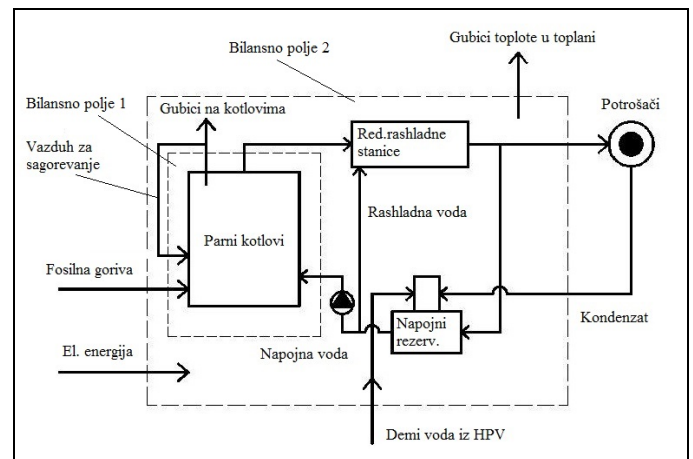 Gubici toplote u toplani
Bilansno polje 2
Bilansno polje 1
Gubici na kotlovima
Potrošači
Vazduh za
sagorevanje
Red.rashladne
stanice
Rashladna voda
Parni kotlovi
Fosilna goriva
Napojni
rezerv.
Kondenzat
El. energija
Napojna voda
Demi voda iz HPV